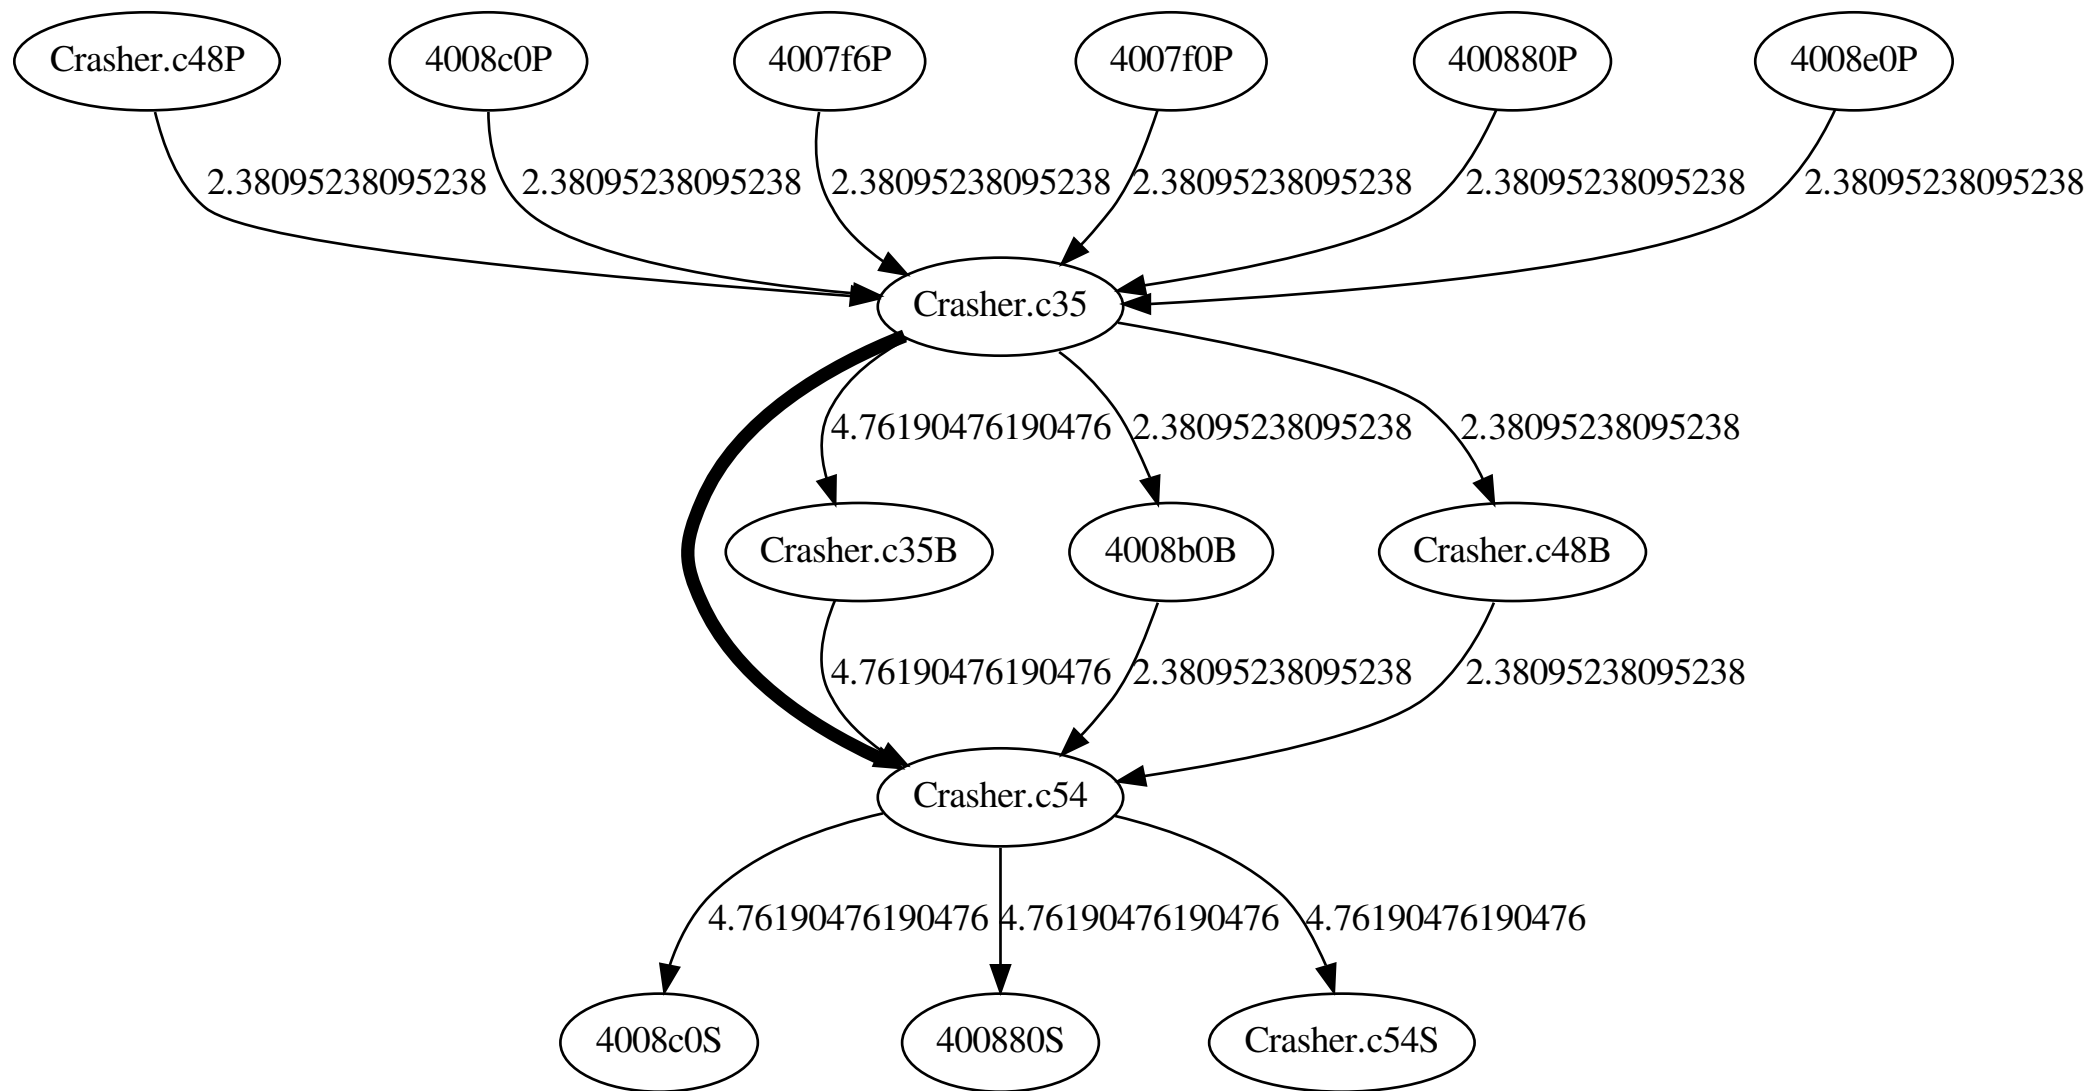 Crasher.c48P 4008c0P 4007f6P 4007f0P 400880P 4008e0P
2.38095238095238 2.38095238095238 2.38095238095238 2.38095238095238 2.38095238095238 2.38095238095238
Crasher.c35
4.76190476190476 2.38095238095238 2.38095238095238
Crasher.c35B 4008b0B Crasher.c48B
4.76190476190476 2.38095238095238 2.38095238095238
Crasher.c54
4.76190476190476 4.76190476190476 4.76190476190476
4008c0S 400880S Crasher.c54S